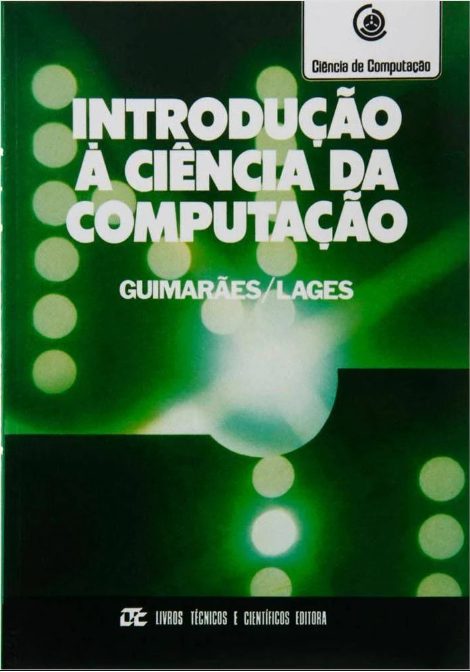 Ciência de Computação
INTRODUÇÃO
À CIÊNCIA DA
COMPUTAÇÃO
GUIMARÃES/LAGES
LTC LIVROS TÉCNICOS E CIENTÍFICOS EDITORA